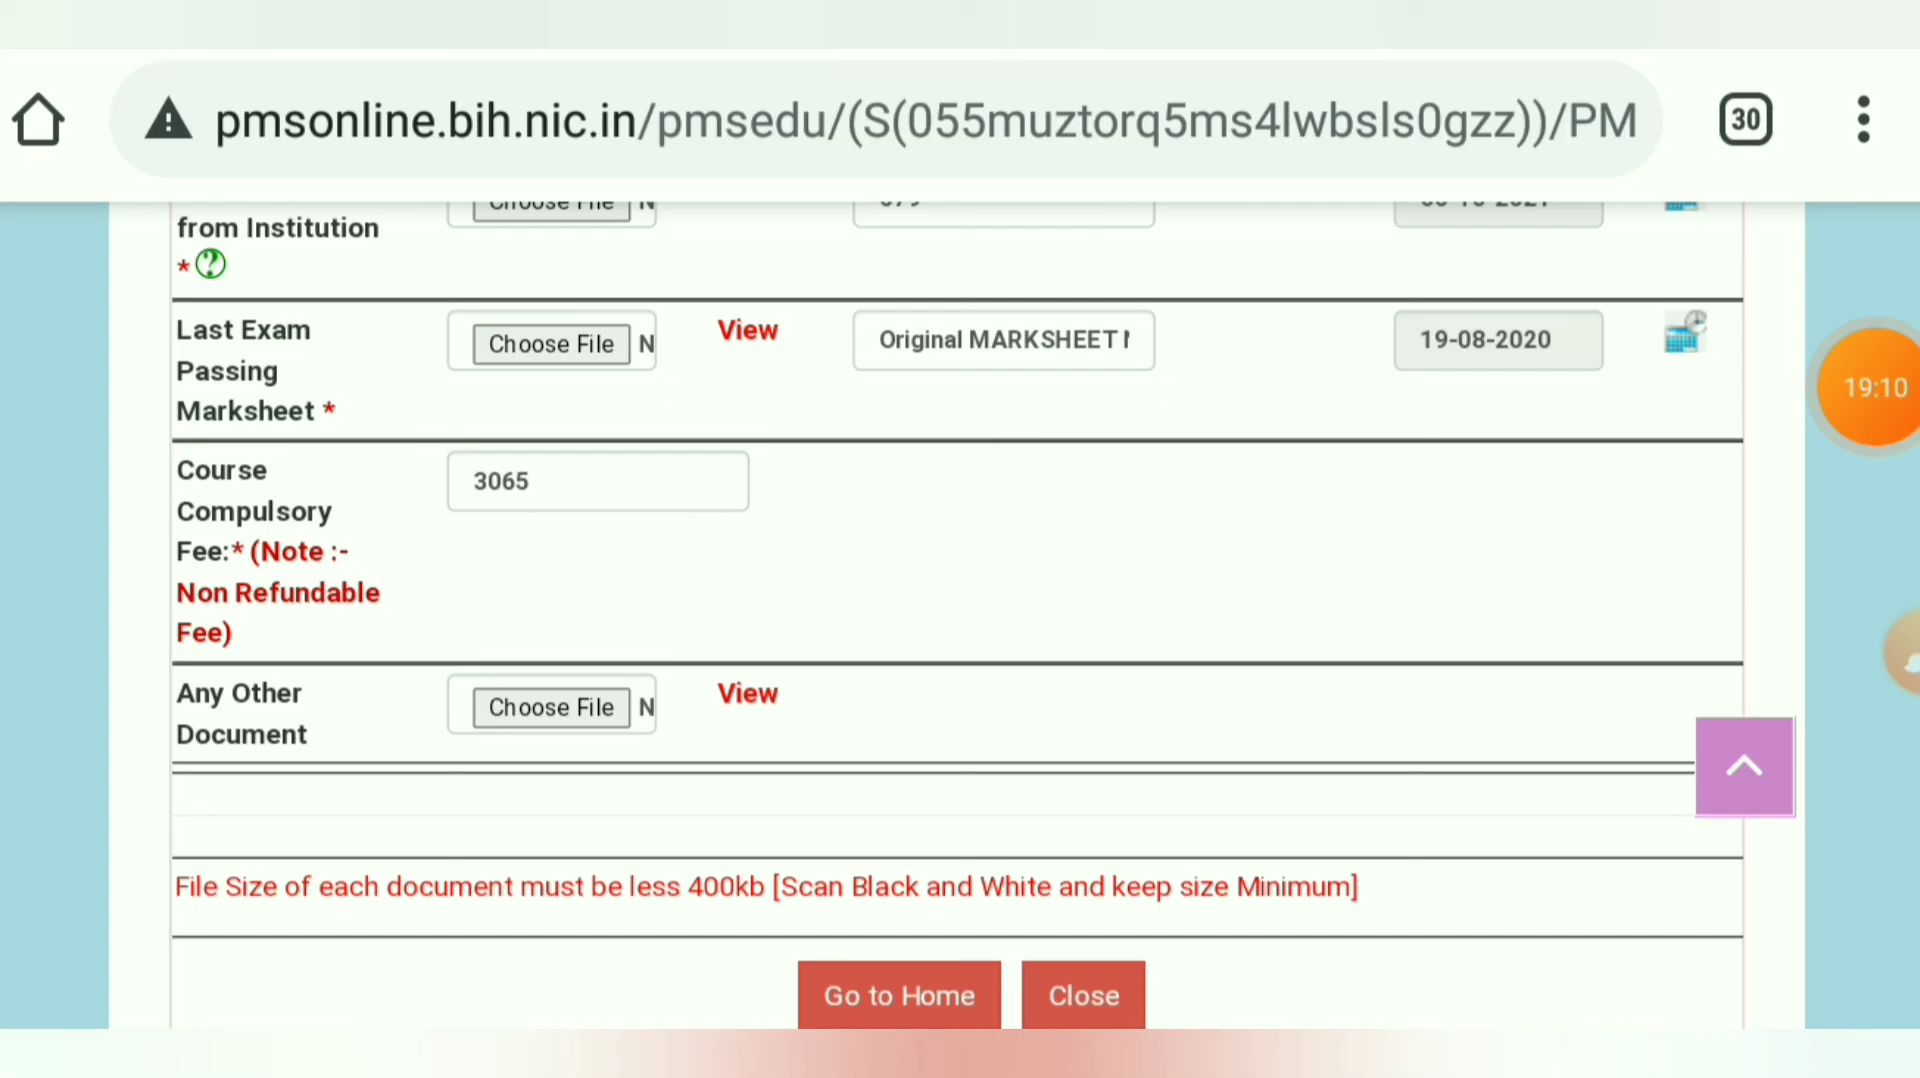 pmsonline.bih.nic.in/pmsedu/(S(055muztorq5ms4lwbsls0gzz))/PM
30
Choose File N
from Institution
*
Last Exam Choose File N View Original MARKSHEET 19-08-2020
Passing
Marksheet *
19:10
Course 3065
Compulsory
Fee:* (Note :-
Non Refundable
Fee)
Any Other Choose File N View
Document
File Size of each document must be less 400kb [Scan Black and White and keep size Minimum]
Go to Home Close